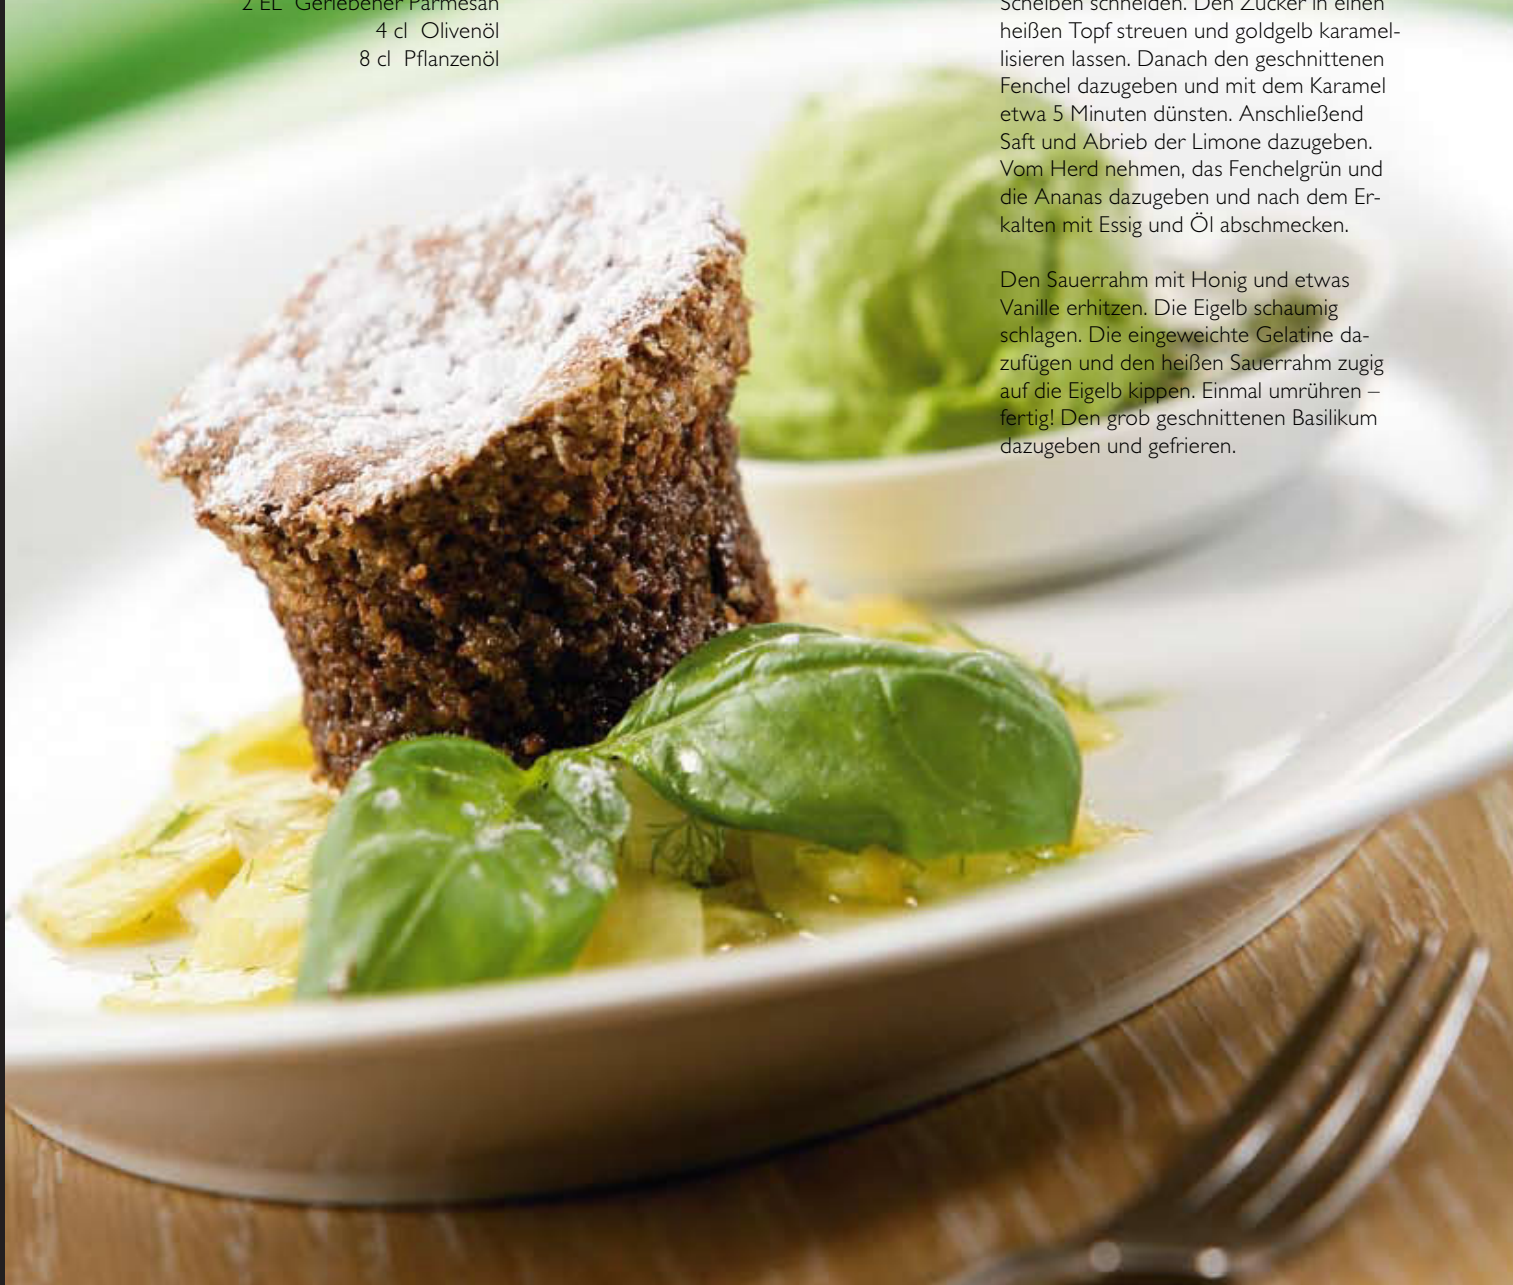 2 EL Geriebener Parmesan
4 cl Olivenöl
8 cl Pflanzenöl
Scheiben schneiden. Den Zucker in einen
heißen Topf streuen und goldgelb karamel-
lisieren lassen. Danach den geschnittenen
Fenchel dazugeben und mit dem Karamel
etwa 5 Minuten dünsten. Anschließend
Saft und Abrieb der Limone dazugeben.
Vom Herd nehmen, das Fenchelgrün und
die Ananas dazugeben und nach dem Er-
kalten mit Essig und Öl abschmecken.
Den Sauerrahm mit Honig und etwas
Vanille erhitzen. Die Eigelb schaumig
schlagen. Die eingeweichte Gelatine da-
zufügen und den heißen Sauerrahm zugig
auf die Eigelb kippen. Einmal umrühren –
fertig! Den grob geschnittenen Basilikum
dazugeben und gefrieren.